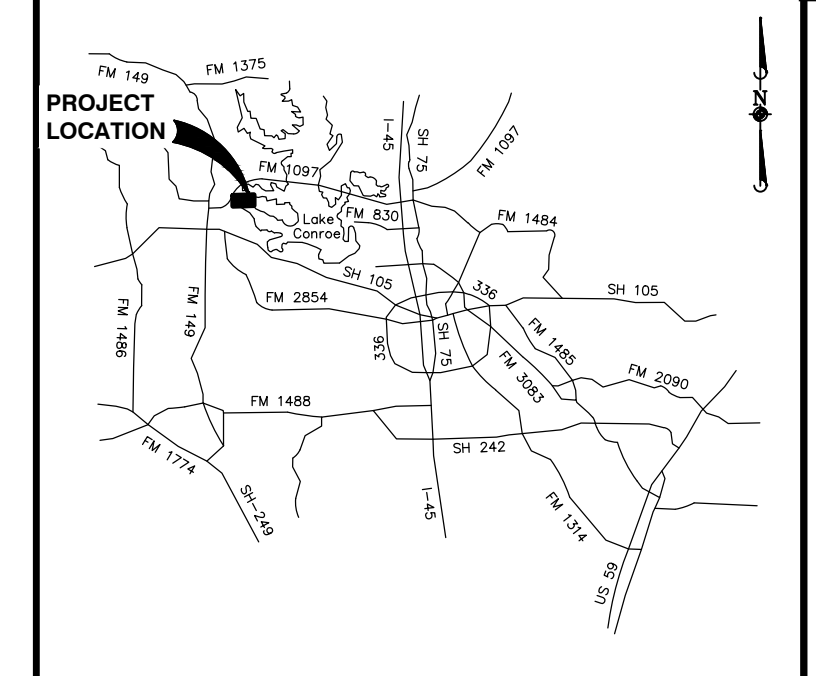 FM 149
FM 1375
PROJECT
LOCATION
N
I-45
SH 75
FM 1097
FM 1097
FM 830
Lake
Conroe
FM 1484
SH 105
336
SH 105
FM 2854
FM 1486
FM 149
336
SH 75
FM 1485
FM 3083
FM 2090
FM 1488
FM 1774
SH-249
SH 242
I-45
FM 1314
US 59